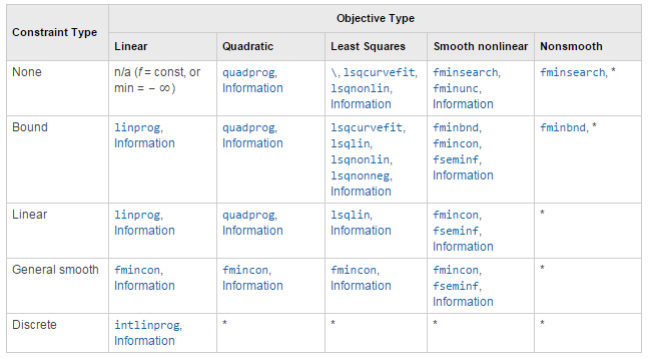 Constraint Type
Objective Type
Linear
Quadratic
Least Squares
Smooth nonlinear
Nonsmooth
None
n/a (f = const, or
min = − ∞)
quadprog,
Information
\, lsqcurvefit,
lsqnonlin,
Information
fminsearch,
fminunc,
Information
fminsearch, *
Bound
linprog,
Information
quadprog,
Information
lsqcurvefit,
lsqlin,
lsqnonlin,
lsqnonneg,
Information
fminbnd,
fmincon,
fseminf,
Information
fminbnd, *
Linear
linprog,
Information
quadprog,
Information
lsqlin,
Information
fmincon,
fseminf,
Information
*
General smooth
fmincon,
Information
fmincon,
Information
fmincon,
Information
fmincon,
fseminf,
Information
*
Discrete
intlinprog,
Information
*
*
*
*